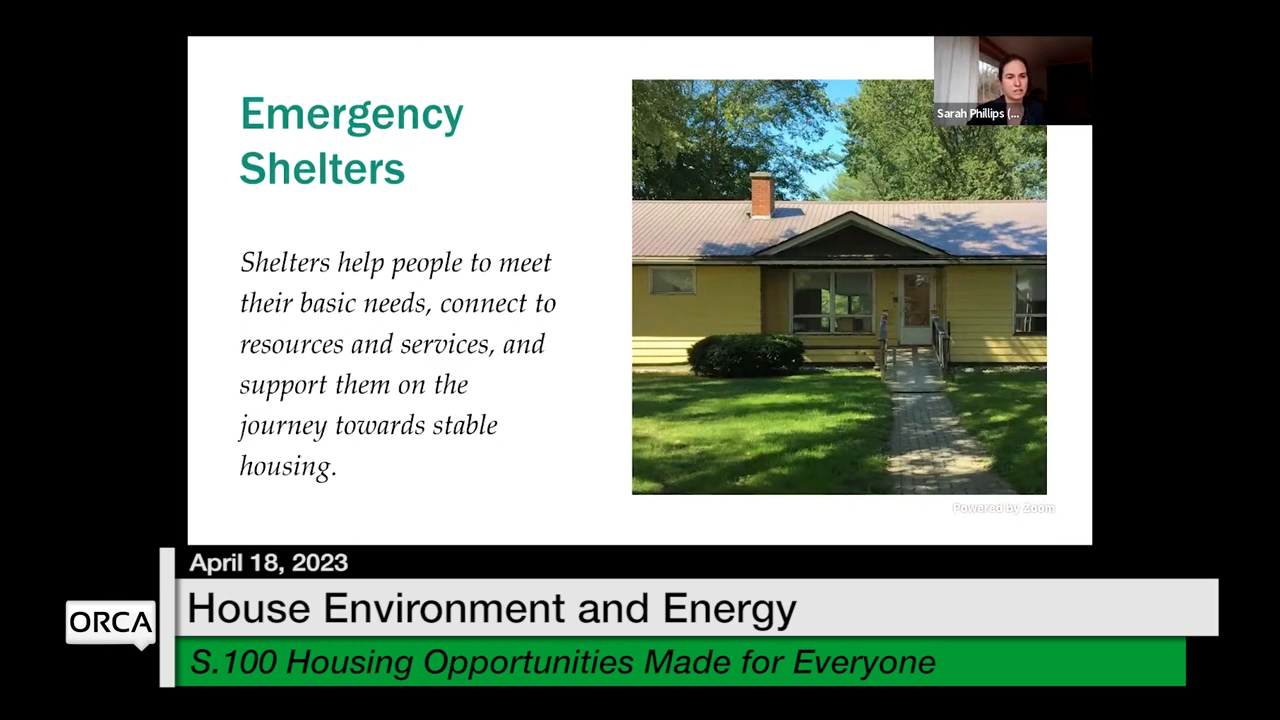 Emergency
Shelters
Sarah Phillips (...
Shelters help people to meet
their basic needs, connect to
resources and services, and
support them on the
journey towards stable
housing.
Powered by Zoom
April 18, 2023
House Environment and Energy
ORCA
S.100 Housing Opportunities Made for Everyone